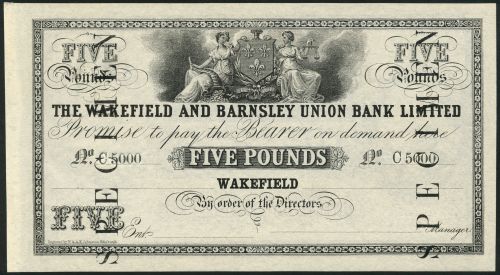 FIVE Pounds
FIVE Pounds
SPECIMEN
SPECIMEN
THE WAKEFIELD AND BARNSLEY UNION BANK LIMITED
Promise to pay the Bearer on demand here
No. C5000 FIVE POUNDS No. C5000
WAKEFIELD
By order of the Directors
FIVE Ent. Manager